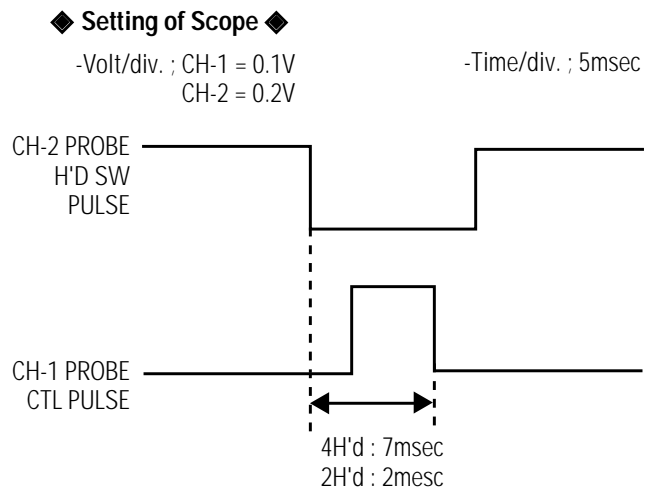 ◆ Setting of Scope ◆
-Volt/div. ; CH-1 = 0.1V
CH-2 = 0.2V
-Time/div. ; 5msec
CH-2 PROBE
H'D SW
PULSE
CH-1 PROBE
CTL PULSE
4H'd : 7msec
2H'd : 2mesc